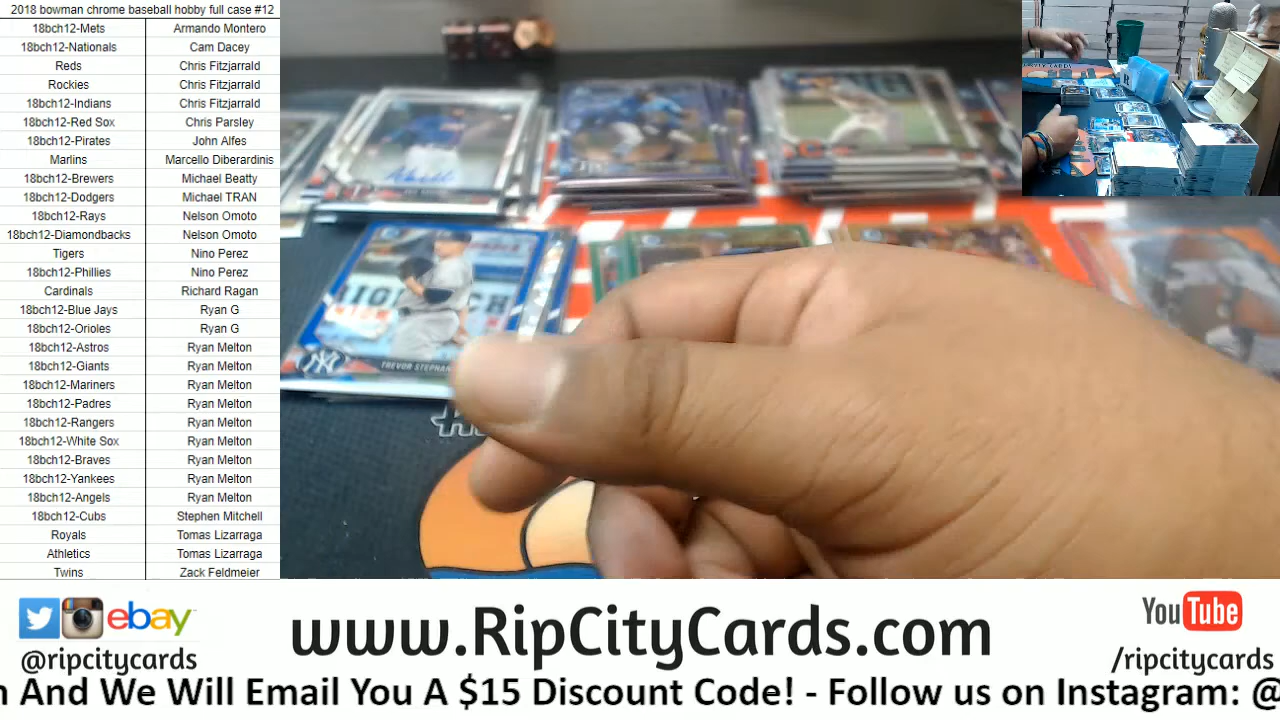 2018 bowman chrome baseball hobby full case #12
18bch12-Mets Armando Montero
18bch12-Nationals Cam Dacey
Reds Chris Fitzjarrald
Rockies Chris Fitzjarrald
18bch12-Indians Chris Fitzjarrald
18bch12-Red Sox Chris Parsley
18bch12-Pirates John Alfes
Marlins Marcello Diberardinis
18bch12-Brewers Michael Beatty
18bch12-Dodgers Michael TRAN
18bch12-Rays Nelson Omoto
18bch12-Diamondbacks Nelson Omoto
Tigers Nino Perez
18bch12-Phillies Nino Perez
Cardinals Richard Ragan
18bch12-Blue Jays Ryan G
18bch12-Orioles Ryan G
18bch12-Astros Ryan Melton
18bch12-Giants Ryan Melton
18bch12-Mariners Ryan Melton
18bch12-Padres Ryan Melton
18bch12-Rangers Ryan Melton
18bch12-White Sox Ryan Melton
18bch12-Braves Ryan Melton
18bch12-Yankees Ryan Melton
18bch12-Angels Ryan Melton
18bch12-Cubs Stephen Mitchell
Royals Tomas Lizarraga
Athletics Tomas Lizarraga
Twins Zack Feldmeier
NY
TREVOR STEPHAN
ebay
@ripcitycards
www.RipCityCards.com
YouTube
/ripcitycards
n And We Will Email You A $15 Discount Code! - Follow us on Instagram: @